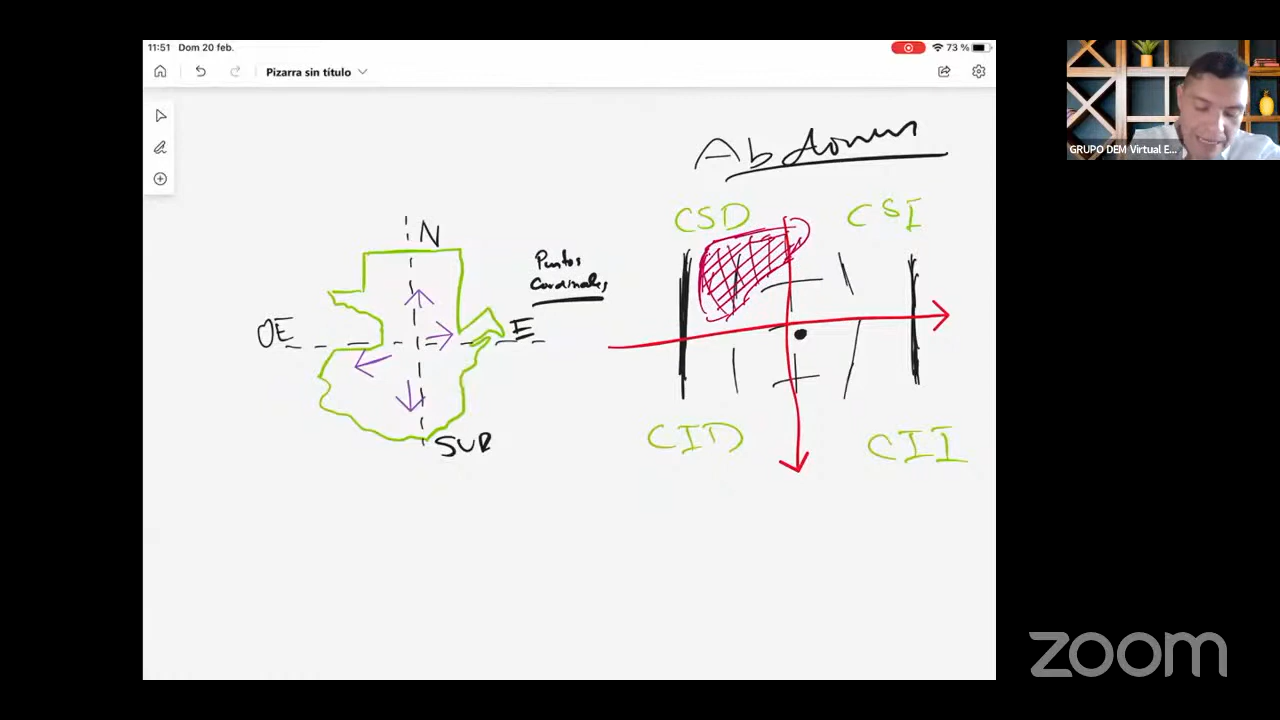 11:51 Dom 20 feb.
73 %
Pizarra sin título
GRUPO DEM Virtual E...
Abdomen
CSD
CSI
N
Puntos
Cardinales
OE
E
SUR
CID
CII
zoom